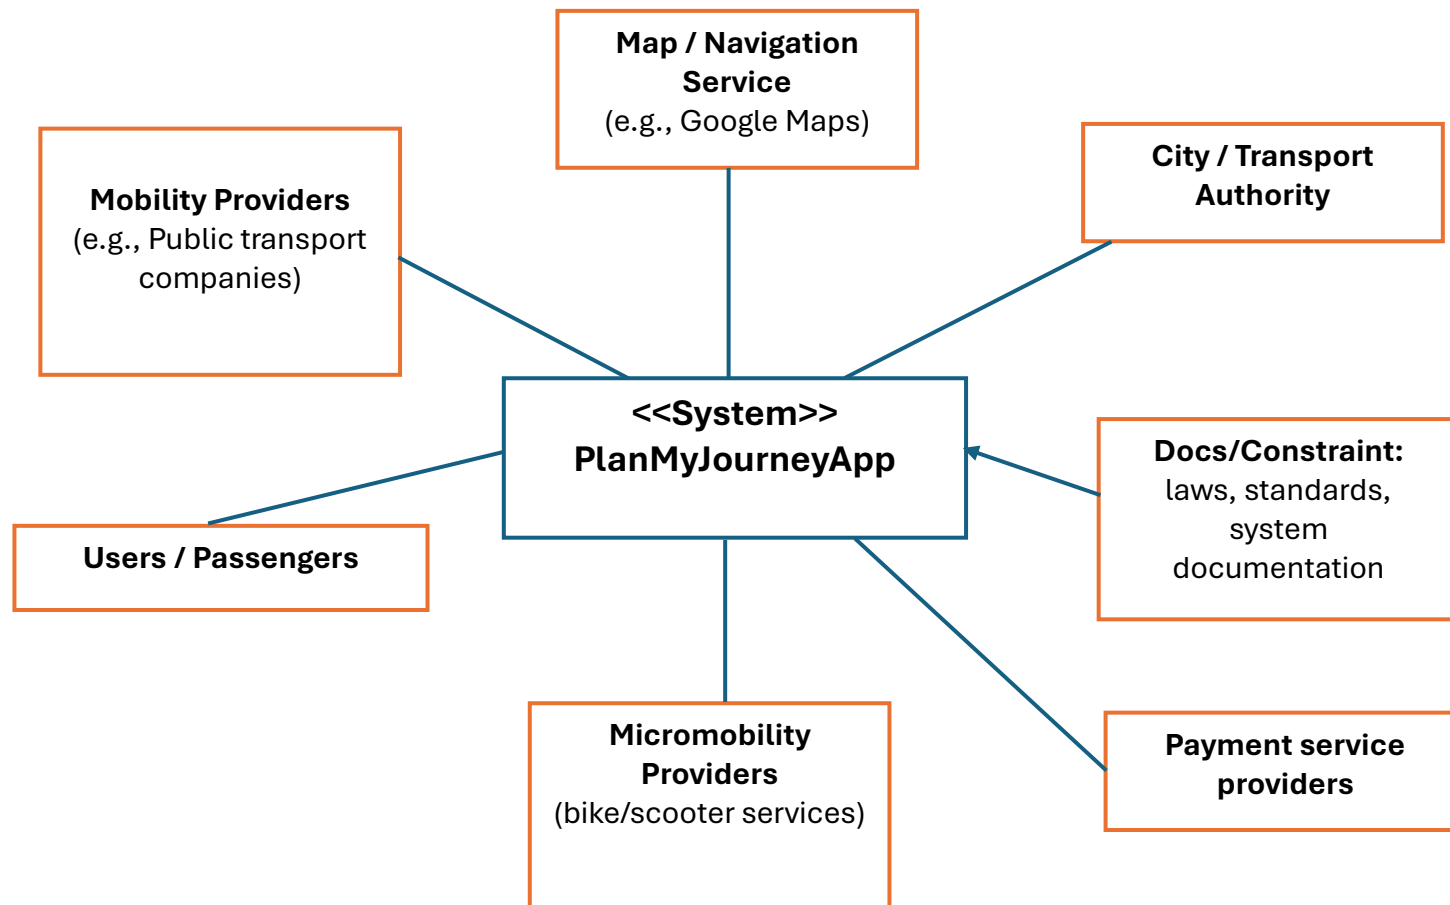 Map / Navigation
Service
(e.g., Google Maps)
City / Transport
Authority
Mobility Providers
(e.g., Public transport
companies)
<<System>>
PlanMyJourneyApp
Docs/Constraint:
laws, standards,
system
documentation
Users / Passengers
Micromobility
Providers
(bike/scooter services)
Payment service
providers